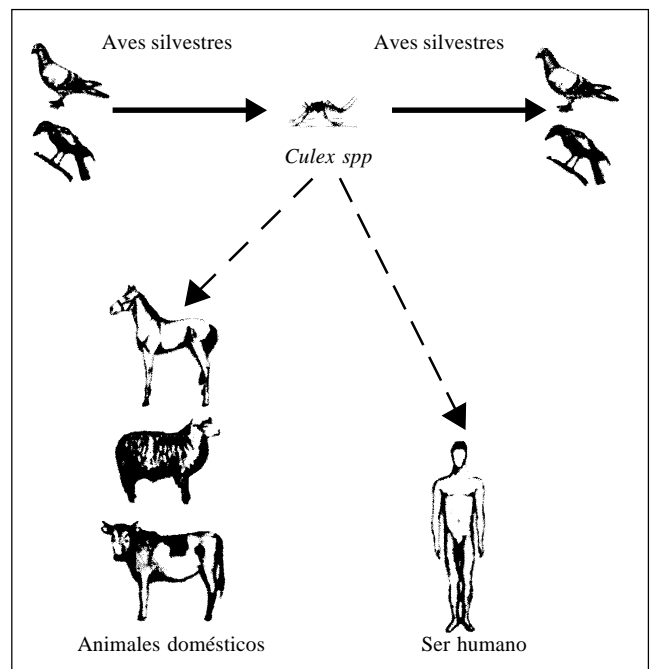 Aves silvestres
Aves silvestres
Culex spp
Animales domésticos
Ser humano